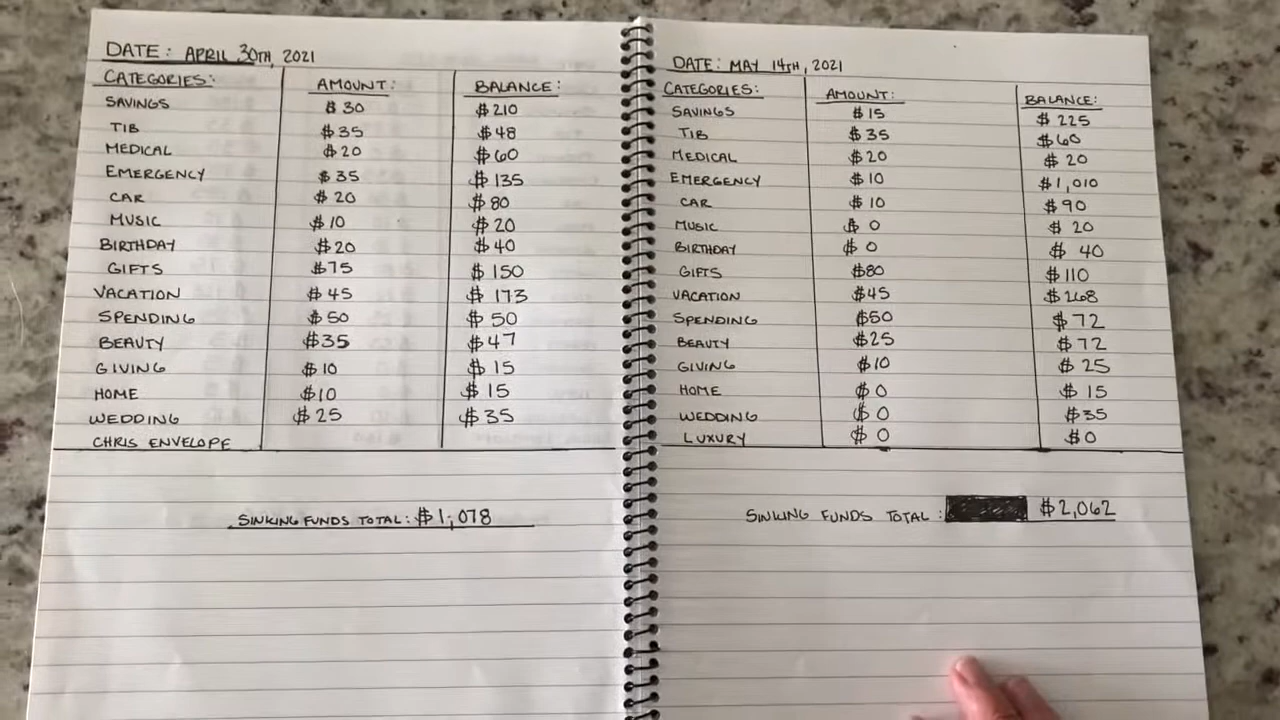 DATE: APRIL 30TH, 2021
CATEGORIES: AMOUNT: BALANCE:
SAVINGS $30 $210
TIB $35 $48
MEDICAL $20 $60
EMERGENCY $35 $135
CAR $20 $80
MUSIC $10 $20
BIRTHDAY $20 $40
GIFTS $75 $150
VACATION $45 $173
SPENDING $50 $50
BEAUTY $35 $47
GIVING $10 $15
HOME $10 $15
WEDDING $25 $35
CHRIS ENVELOPE
SINKING FUNDS TOTAL: $1,078
DATE: MAY 14TH, 2021
CATEGORIES: AMOUNT: BALANCE:
SAVINGS $15 $225
TIB $35 $60
MEDICAL $20 $20
EMERGENCY $10 $1,010
CAR $10 $90
MUSIC $0 $20
BIRTHDAY $0 $40
GIFTS $80 $110
VACATION $45 $268
SPENDING $50 $72
BEAUTY $25 $72
GIVING $10 $25
HOME $0 $15
WEDDING $0 $35
LUXURY $0 $0
SINKING FUNDS TOTAL: $2,062